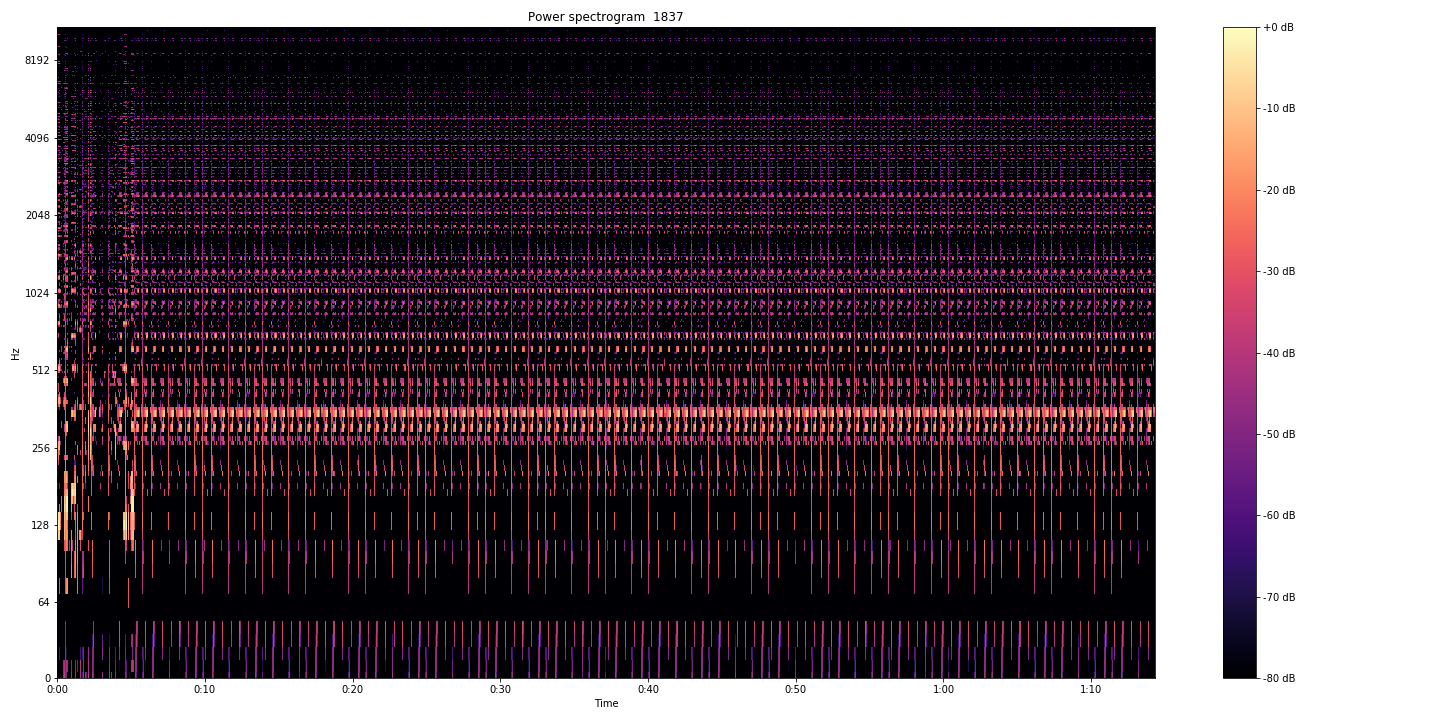 Power spectrogram  1837
Hz
8192
4096
2048
1024
512
256
128
64
0
0:00
0:10
0:20
0:30
0:40
0:50
1:00
1:10
Time
+0 dB
-10 dB
-20 dB
-30 dB
-40 dB
-50 dB
-60 dB
-70 dB
-80 dB